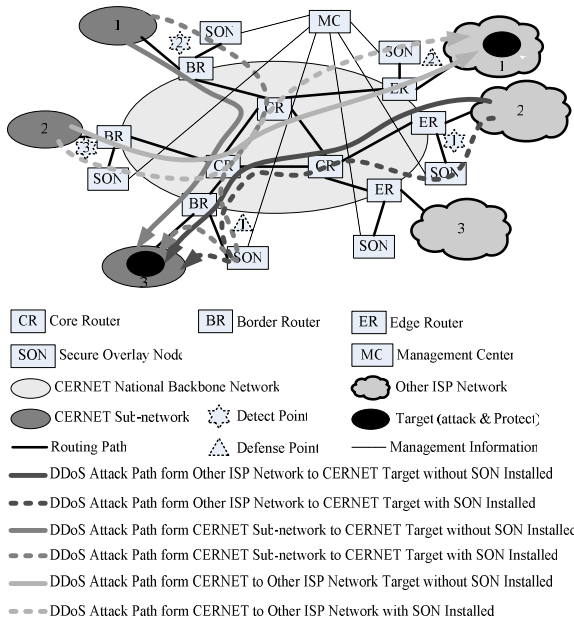 1
2
SON
MC
SON
2
1
BR
ER
CR
2
BR
ER
2
1
SON
CR
CR
SON
BR
ER
1
3
SON
SON
3
CR Core Router
BR Border Router
ER Edge Router
SON Secure Overlay Node
MC Management Center
CERNET National Backbone Network
Other ISP Network
CERNET Sub-network
Detect Point
Target (attack & Protect)
Routing Path
Defense Point
Management Information
DDoS Attack Path form Other ISP Network to CERNET Target without SON Installed
DDoS Attack Path form Other ISP Network to CERNET Target with SON Installed
DDoS Attack Path form CERNET Sub-network to CERNET Target without SON Installed
DDoS Attack Path form CERNET Sub-network to CERNET Target with SON Installed
DDoS Attack Path form CERNET to Other ISP Network Target without SON Installed
DDoS Attack Path form CERNET to Other ISP Network with SON Installed